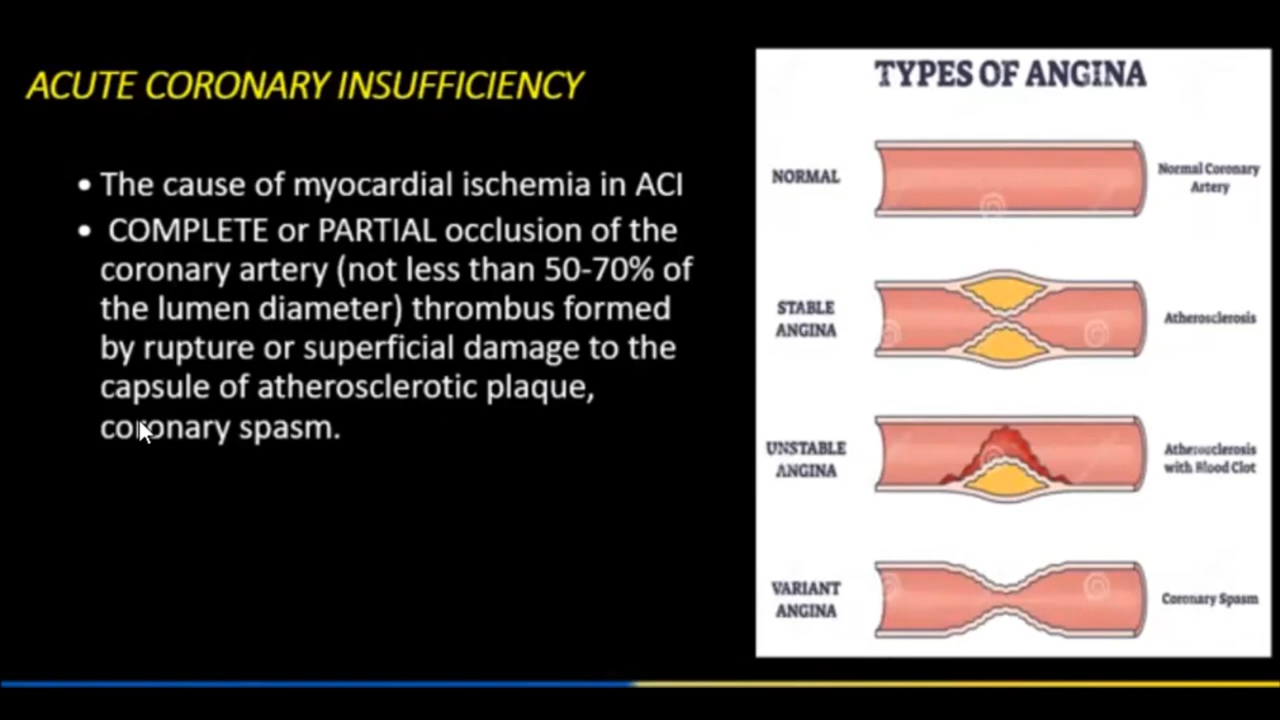 ACUTE CORONARY INSUFFICIENCY
• The cause of myocardial ischemia in ACI
• COMPLETE or PARTIAL occlusion of the
coronary artery (not less than 50-70% of
the lumen diameter) thrombus formed
by rupture or superficial damage to the
capsule of atherosclerotic plaque,
coronary spasm.
TYPES OF ANGINA
NORMAL
Normal Coronary
Artery
STABLE
ANGINA
Atherosclerosis
UNSTABLE
ANGINA
Atherosclerosis
with Blood Clot
VARIANT
ANGINA
Coronary Spasm